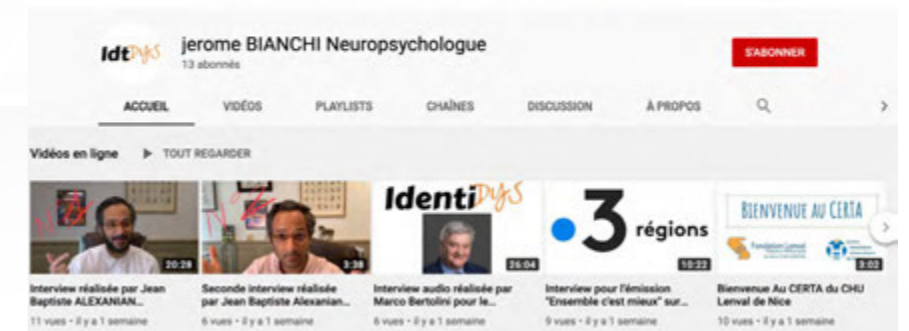 IdtDys
jerome BIANCHI Neuropsychologue
13 abonnés
S'ABONNER
ACCUEIL VIDÉOS PLAYLISTS CHAÎNES DISCUSSION À PROPOS
Vidéos en ligne TOUT REGARDER
N°1
20:28
N°2
3:38
IdentiDys
26:04
3 régions
10:22
BIENVENUE AU CERTA
Fondation Lenval
3:02
Interview réalisée par Jean
Baptiste ALEXANIAN...
11 vues • il y a 1 semaine
Seconde interview réalisée
par Jean Baptiste Alexanian...
6 vues • il y a 1 semaine
Interview audio réalisée par
Marco Bertolini pour le...
6 vues • il y a 1 semaine
Interview pour l'émission
"Ensemble c'est mieux" sur...
9 vues • il y a 1 semaine
Bienvenue Au CERTA du CHU
Lenval de Nice
10 vues • il y a 1 semaine